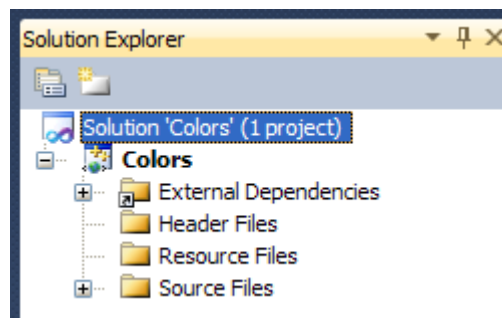 Solution Explorer
Solution 'Colors' (1 project)
Colors
External Dependencies
Header Files
Resource Files
Source Files